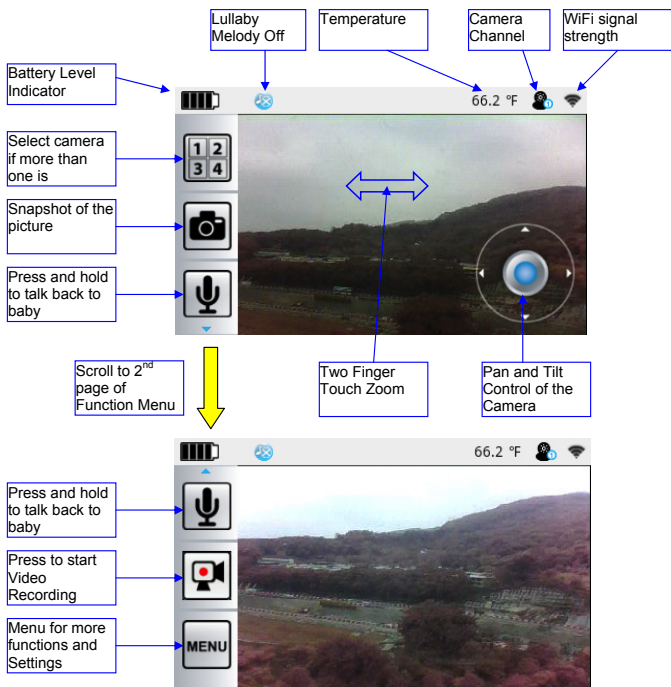 Lullaby
Melody Off
Temperature
Camera
Channel
WiFi signal
strength
Battery Level
Indicator
66.2 °F
Select camera
if more than
one is
1 2
3 4
Snapshot of the
picture
Press and hold
to talk back to
baby
Scroll to 2nd
page of
Function Menu
Two Finger
Touch Zoom
Pan and Tilt
Control of the
Camera
66.2 °F
Press and hold
to talk back to
baby
Press to start
Video
Recording
Menu for more
functions and
Settings
MENU